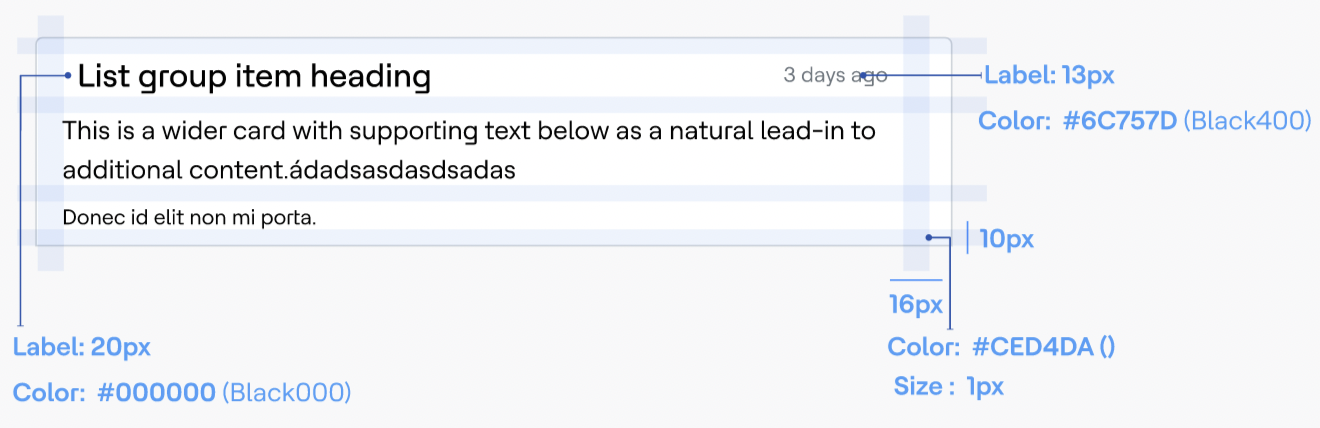 List group item heading
3 days ago
Label: 13px
Color: #6C757D (Black400)
This is a wider card with supporting text below as a natural lead-in to
additional content.ádadsasdasdsadas
Donec id elit non mi porta.
10px
16px
Label: 20px
Color: #000000 (Black000)
Color: #CED4DA ()
Size : 1px